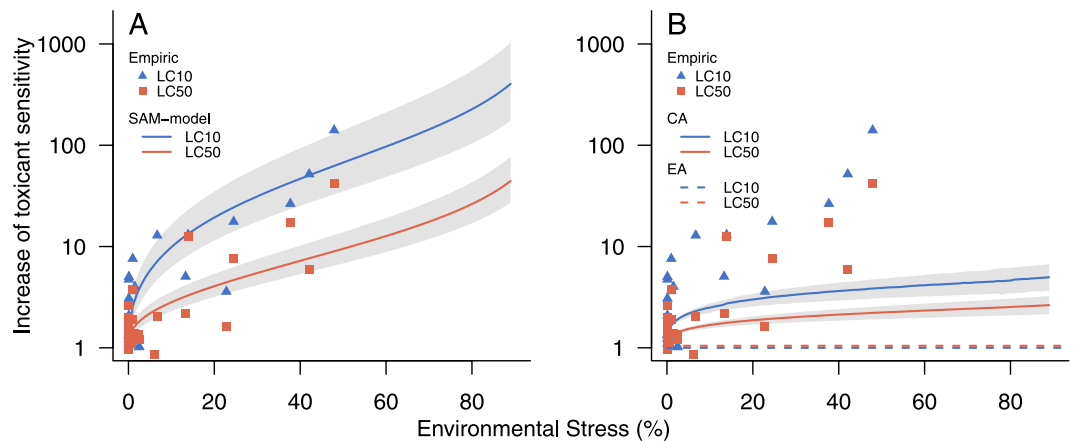 A
B
Increase of toxicant sensitivity
1000
100
10
1
Empiric
LC10
LC50
SAM-model
LC10
LC50
0
20
40
60
80
1000
100
10
1
Empiric
LC10
LC50
CA
LC10
LC50
EA
LC10
LC50
0
20
40
60
80
Environmental Stress (%)